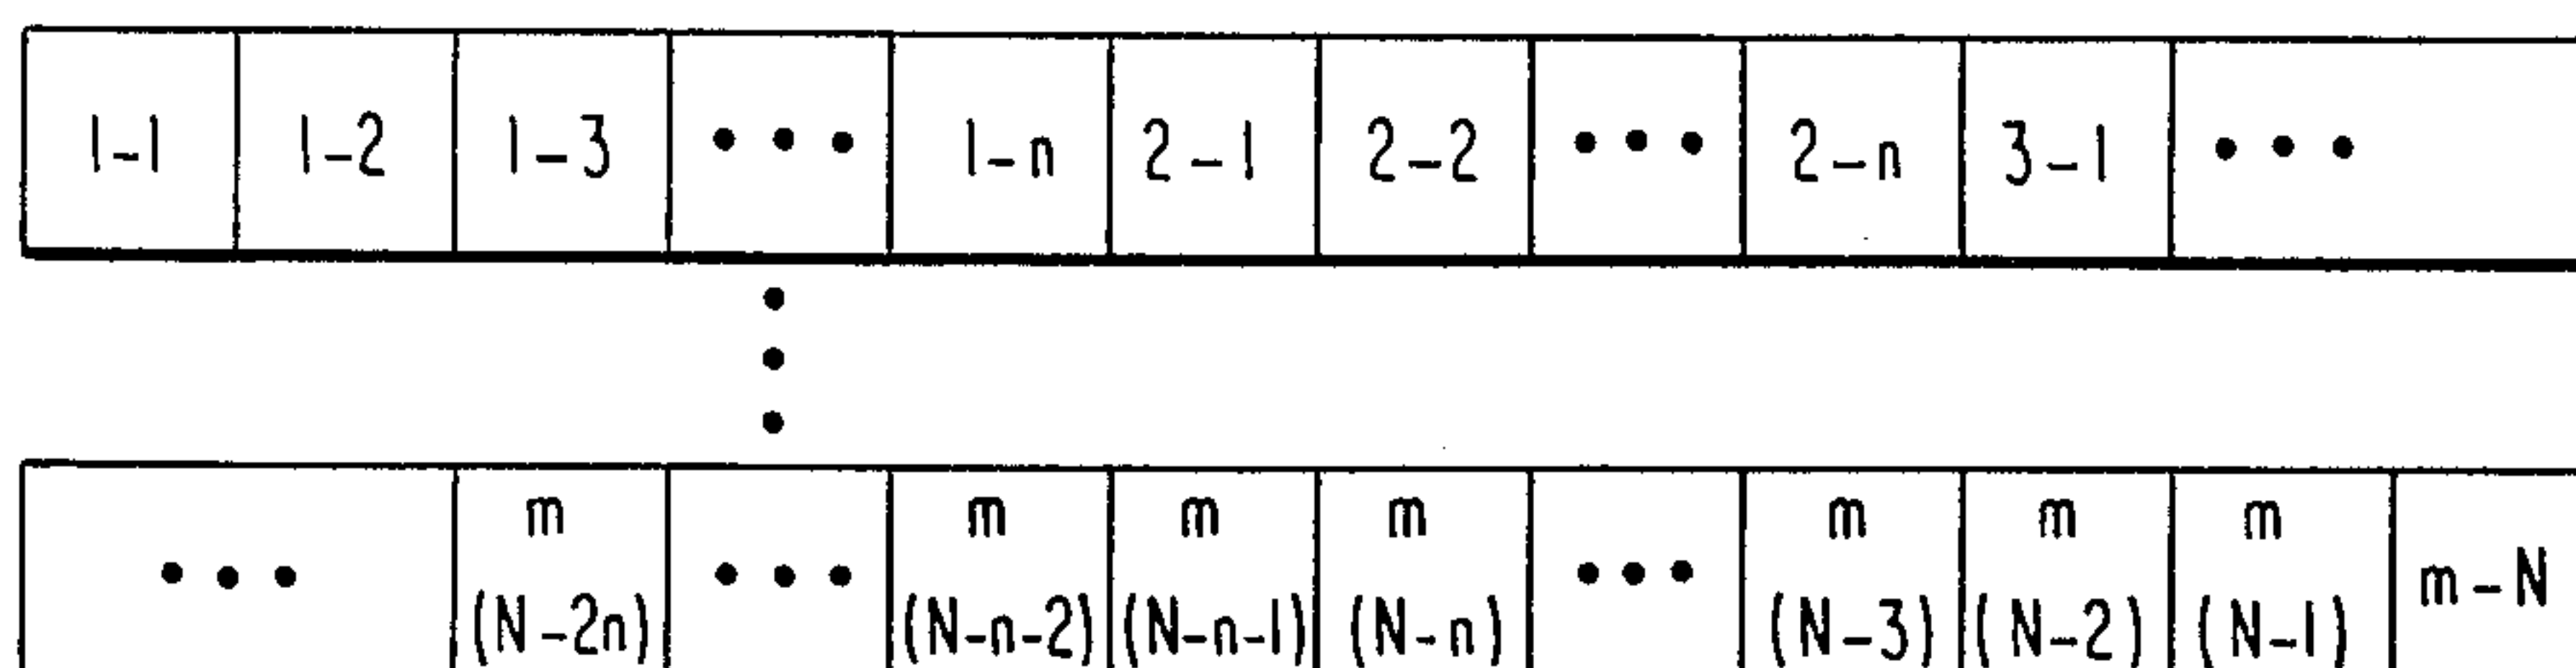 1-1 1-2 1-3 • • • 1-n 2-1 2-2 • • • 2-n 3-1 • • •
•
•
•
m m m m m m m
• • • • • • • • • m-N
(N-2n) (N-n-2) (N-n-1) (N-n) (N-3) (N-2) (N-1)